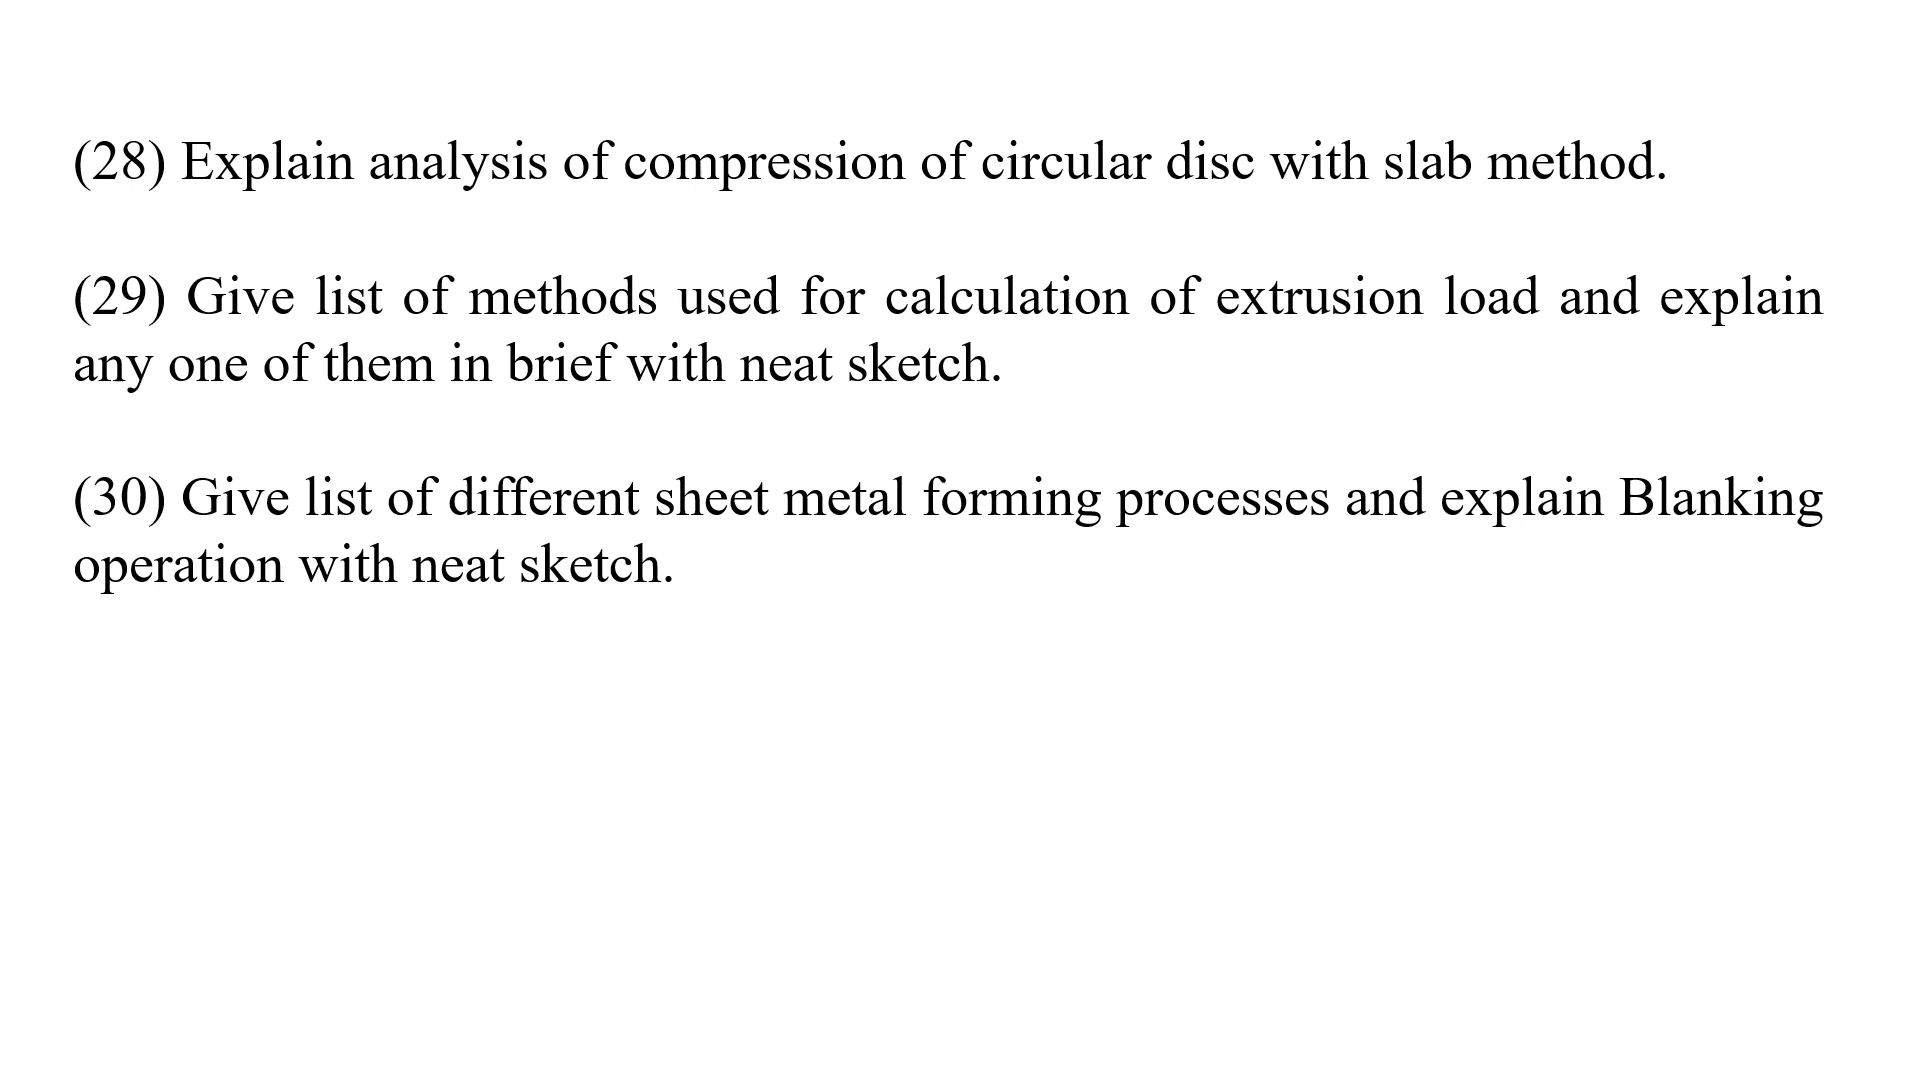 (28) Explain analysis of compression of circular disc with slab method.
(29) Give list of methods used for calculation of extrusion load and explain
any one of them in brief with neat sketch.
(30) Give list of different sheet metal forming processes and explain Blanking
operation with neat sketch.